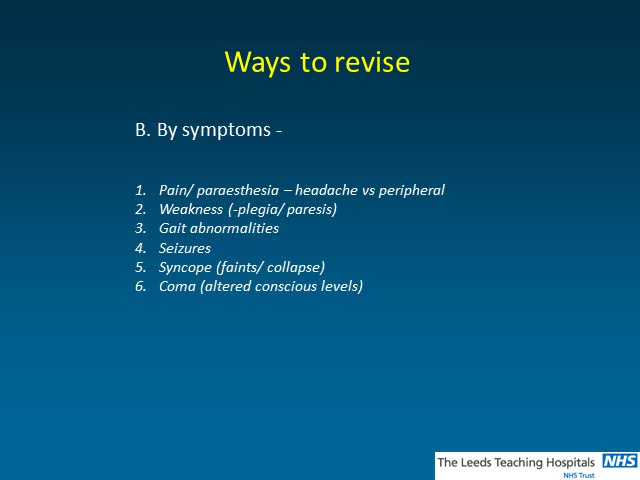 Ways to revise
B. By symptoms -
1. Pain/ paraesthesia – headache vs peripheral
2. Weakness (-plegia/ paresis)
3. Gait abnormalities
4. Seizures
5. Syncope (faints/ collapse)
6. Coma (altered conscious levels)
The Leeds Teaching Hospitals NHS
NHS Trust